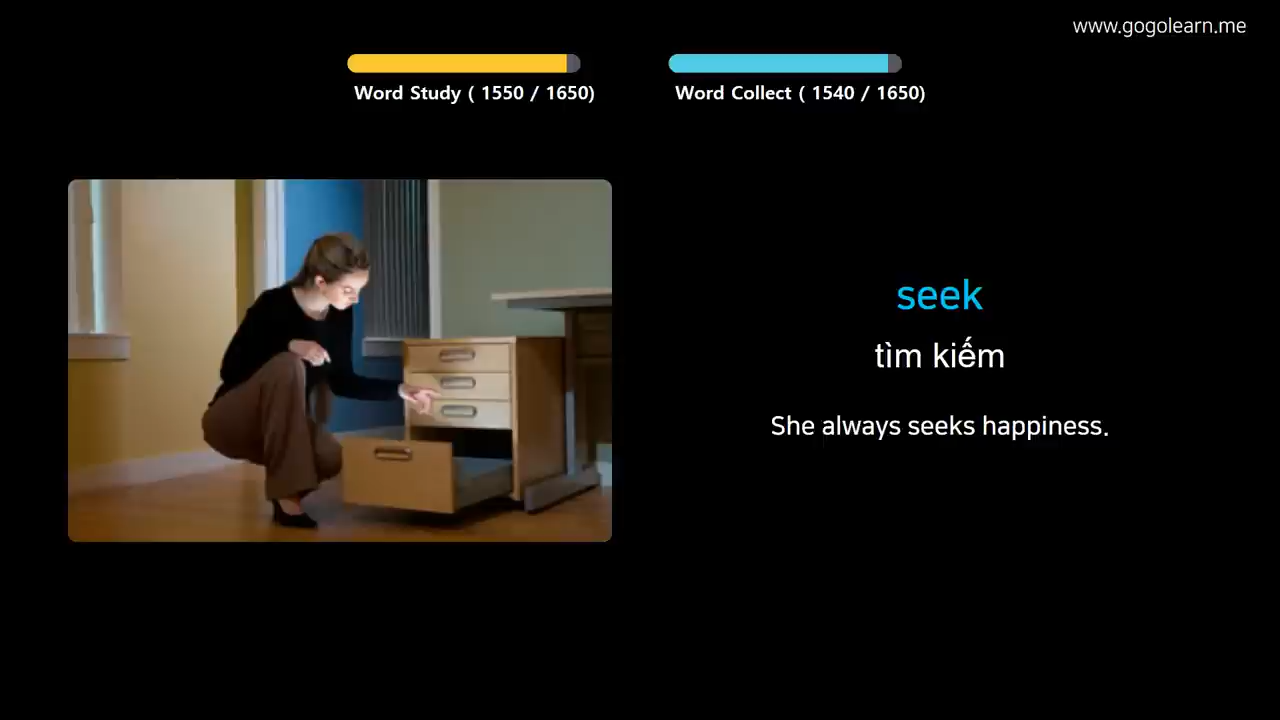 www.gogolearn.me
Word Study ( 1550 / 1650)
Word Collect ( 1540 / 1650)
seek
tìm kiếm
She always seeks happiness.